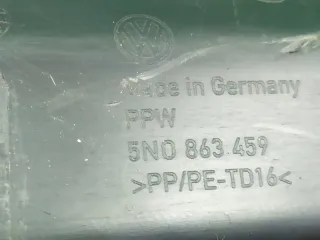 Made in Germany
PPW
5N0 863 459
>PP/PE-TD16<